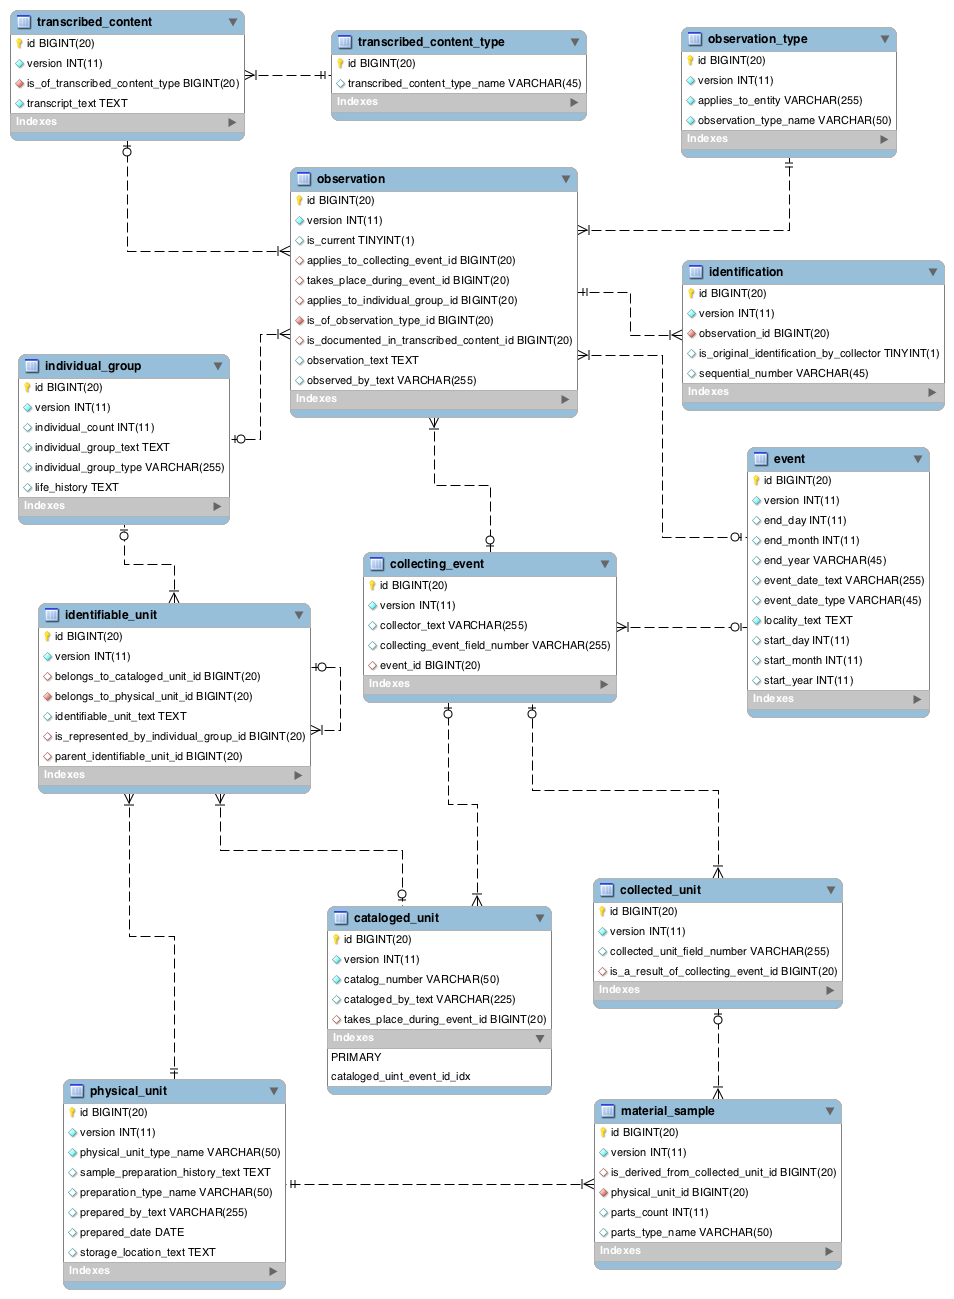 transcribed_content
id BIGINT(20)
version INT(11)
is_of_transcribed_content_type BIGINT(20)
transcript_text TEXT
Indexes
transcribed_content_type
id BIGINT(20)
transcribed_content_type_name VARCHAR(45)
Indexes
observation_type
id BIGINT(20)
version INT(11)
applies_to_entity VARCHAR(255)
observation_type_name VARCHAR(50)
Indexes
observation
id BIGINT(20)
version INT(11)
is_current TINYINT(1)
applies_to_collecting_event_id BIGINT(20)
takes_place_during_event_id BIGINT(20)
applies_to_individual_group_id BIGINT(20)
is_of_observation_type_id BIGINT(20)
is_documented_in_transcribed_content_id BIGINT(20)
observation_text TEXT
observed_by_text VARCHAR(255)
Indexes
identification
id BIGINT(20)
version INT(11)
observation_id BIGINT(20)
is_original_identification_by_collector TINYINT(1)
sequential_number VARCHAR(45)
Indexes
individual_group
id BIGINT(20)
version INT(11)
individual_count INT(11)
individual_group_text TEXT
individual_group_type VARCHAR(255)
life_history TEXT
Indexes
event
id BIGINT(20)
version INT(11)
end_day INT(11)
end_month INT(11)
end_year VARCHAR(45)
event_date_text VARCHAR(255)
event_date_type VARCHAR(45)
locality_text TEXT
start_day INT(11)
start_month INT(11)
start_year INT(11)
Indexes
collecting_event
id BIGINT(20)
version INT(11)
collector_text VARCHAR(255)
collecting_event_field_number VARCHAR(255)
event_id BIGINT(20)
Indexes
identifiable_unit
id BIGINT(20)
version INT(11)
belongs_to_cataloged_unit_id BIGINT(20)
belongs_to_physical_unit_id BIGINT(20)
identifiable_unit_text TEXT
is_represented_by_individual_group_id BIGINT(20)
parent_identifiable_unit_id BIGINT(20)
Indexes
cataloged_unit
id BIGINT(20)
version INT(11)
catalog_number VARCHAR(50)
cataloged_by_text VARCHAR(225)
takes_place_during_event_id BIGINT(20)
Indexes
PRIMARY
cataloged_uint_event_id_idx
collected_unit
id BIGINT(20)
version INT(11)
collected_unit_field_number VARCHAR(255)
is_a_result_of_collecting_event_id BIGINT(20)
Indexes
physical_unit
id BIGINT(20)
version INT(11)
physical_unit_type_name VARCHAR(50)
sample_preparation_history_text TEXT
preparation_type_name VARCHAR(50)
prepared_by_text VARCHAR(255)
prepared_date DATE
storage_location_text TEXT
Indexes
material_sample
id BIGINT(20)
version INT(11)
is_derived_from_collected_unit_id BIGINT(20)
physical_unit_id BIGINT(20)
parts_count INT(11)
parts_type_name VARCHAR(50)
Indexes